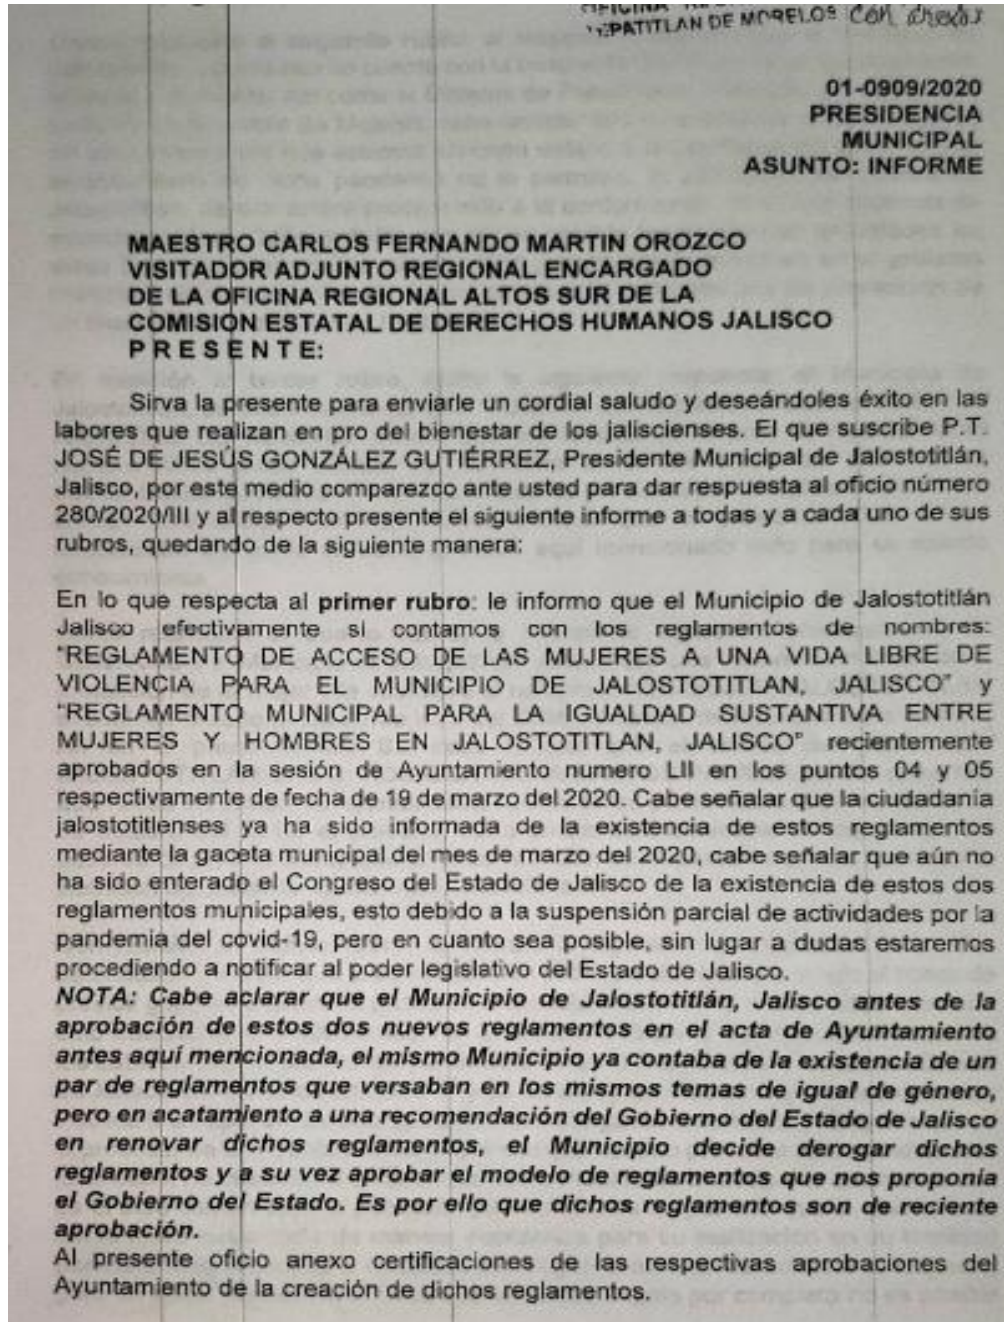 TEPATITLAN DE MORELOS Con anexos
01-0909/2020
PRESIDENCIA
MUNICIPAL
ASUNTO: INFORME
MAESTRO CARLOS FERNANDO MARTIN OROZCO
VISITADOR ADJUNTO REGIONAL ENCARGADO
DE LA OFICINA REGIONAL ALTOS SUR DE LA
COMISION ESTATAL DE DERECHOS HUMANOS JALISCO
P R E S E N T E:
Sirva la presente para enviarle un cordial saludo y deseándoles éxito en las
labores que realizan en pro del bienestar de los jaliscienses. El que suscribe P.T.
JOSÉ DE JESÚS GONZÁLEZ GUTIÉRREZ, Presidente Municipal de Jalostotitlán,
Jalisco, por este medio comparezco ante usted para dar respuesta al oficio número
280/2020/III y al respecto presente el siguiente informe a todas y a cada uno de sus
rubros, quedando de la siguiente manera:
En lo que respecta al primer rubro: le informo que el Municipio de Jalostotitlán
Jalisco efectivamente si contamos con los reglamentos de nombres:
"REGLAMENTO DE ACCESO DE LAS MUJERES A UNA VIDA LIBRE DE
VIOLENCIA PARA EL MUNICIPIO DE JALOSTOTITLAN, JALISCO" y
"REGLAMENTO MUNICIPAL PARA LA IGUALDAD SUSTANTIVA ENTRE
MUJERES Y HOMBRES EN JALOSTOTITLAN, JALISCO" recientemente
aprobados en la sesión de Ayuntamiento numero LII en los puntos 04 y 05
respectivamente de fecha de 19 de marzo del 2020. Cabe señalar que la ciudadanía
jalostotitlenses ya ha sido informada de la existencia de estos reglamentos
mediante la gaceta municipal del mes de marzo del 2020, cabe señalar que aún no
ha sido enterado el Congreso del Estado de Jalisco de la existencia de estos dos
reglamentos municipales, esto debido a la suspensión parcial de actividades por la
pandemia del covid-19, pero en cuanto sea posible, sin lugar a dudas estaremos
procediendo a notificar al poder legislativo del Estado de Jalisco.
NOTA: Cabe aclarar que el Municipio de Jalostotitlán, Jalisco antes de la
aprobación de estos dos nuevos reglamentos en el acta de Ayuntamiento
antes aquí mencionada, el mismo Municipio ya contaba de la existencia de un
par de reglamentos que versaban en los mismos temas de igual de género,
pero en acatamiento a una recomendación del Gobierno del Estado de Jalisco
en renovar dichos reglamentos, el Municipio decide derogar dichos
reglamentos y a su vez aprobar el modelo de reglamentos que nos proponía
el Gobierno del Estado. Es por ello que dichos reglamentos son de reciente
aprobación.
Al presente oficio anexo certificaciones de las respectivas aprobaciones del
Ayuntamiento de la creación de dichos reglamentos.